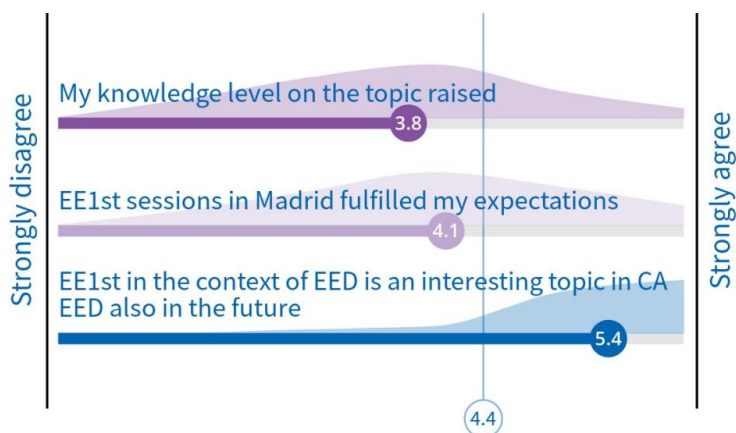 Strongly disagree
My knowledge level on the topic raised
3.8
EE1st sessions in Madrid fulfilled my expectations
4.1
EE1st in the context of EED is an interesting topic in CA
EED also in the future
5.4
4.4
Strongly agree